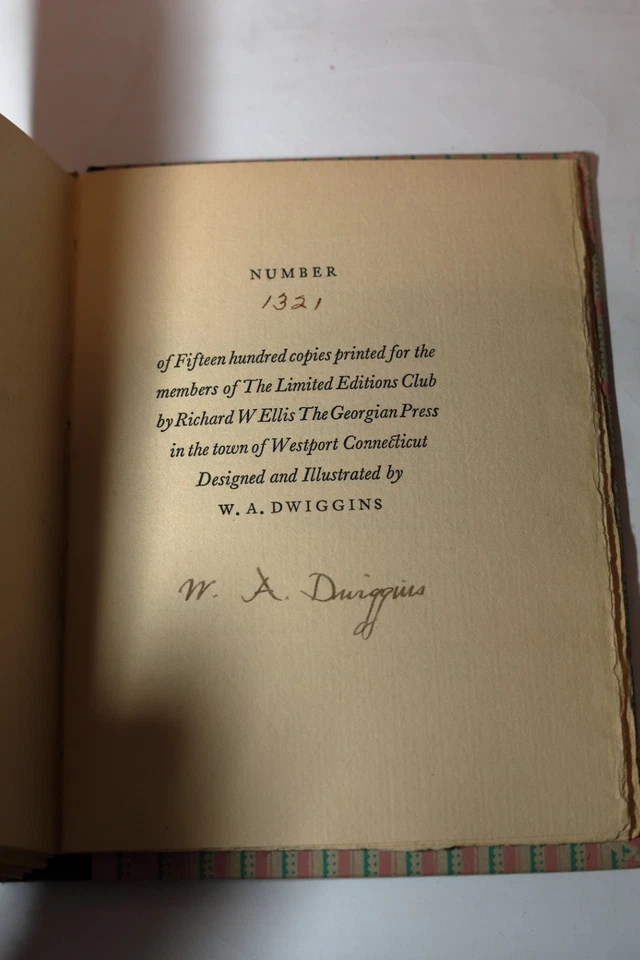 NUMBER
1321
of Fifteen hundred copies printed for the
members of The Limited Editions Club
by Richard W Ellis The Georgian Press
in the town of Westport Connecticut
Designed and Illustrated by
W. A. DWIGGINS
W. A. Dwiggins